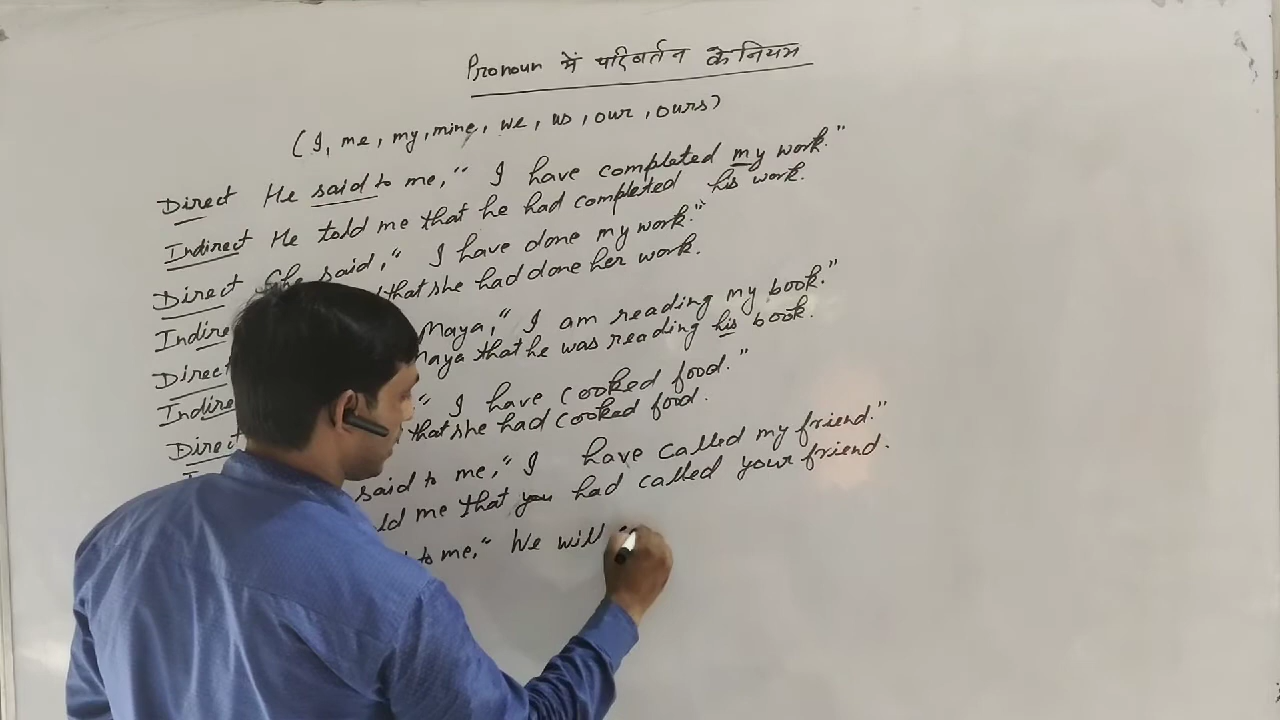 Pronoun में परिवर्तन के नियम
(I, me, my, mine, we, us, our, ours)
Direct He said to me, " I have completed my work."
Indirect He told me that he had completed his work.
Direct She said, " I have done my work."
Indire that she had done her work.
Direct Maya, " I am reading my book."
Indire Maya that he was reading his book.
Direct " I have cooked food."
that she had cooked food.
said to me, " I have called my friend."
ld me that you had called your friend.
to me, " We will